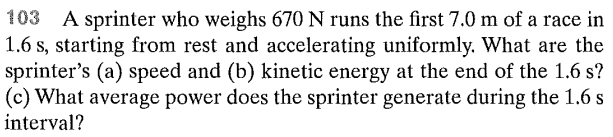 103 A sprinter who weighs 670 N runs the first 7.0 m of a race in
1.6 s, starting from rest and accelerating uniformly. What are the
sprinter's (a) speed and (b) kinetic energy at the end of the 1.6 s?
(c) What average power does the sprinter generate during the 1.6 s
interval?